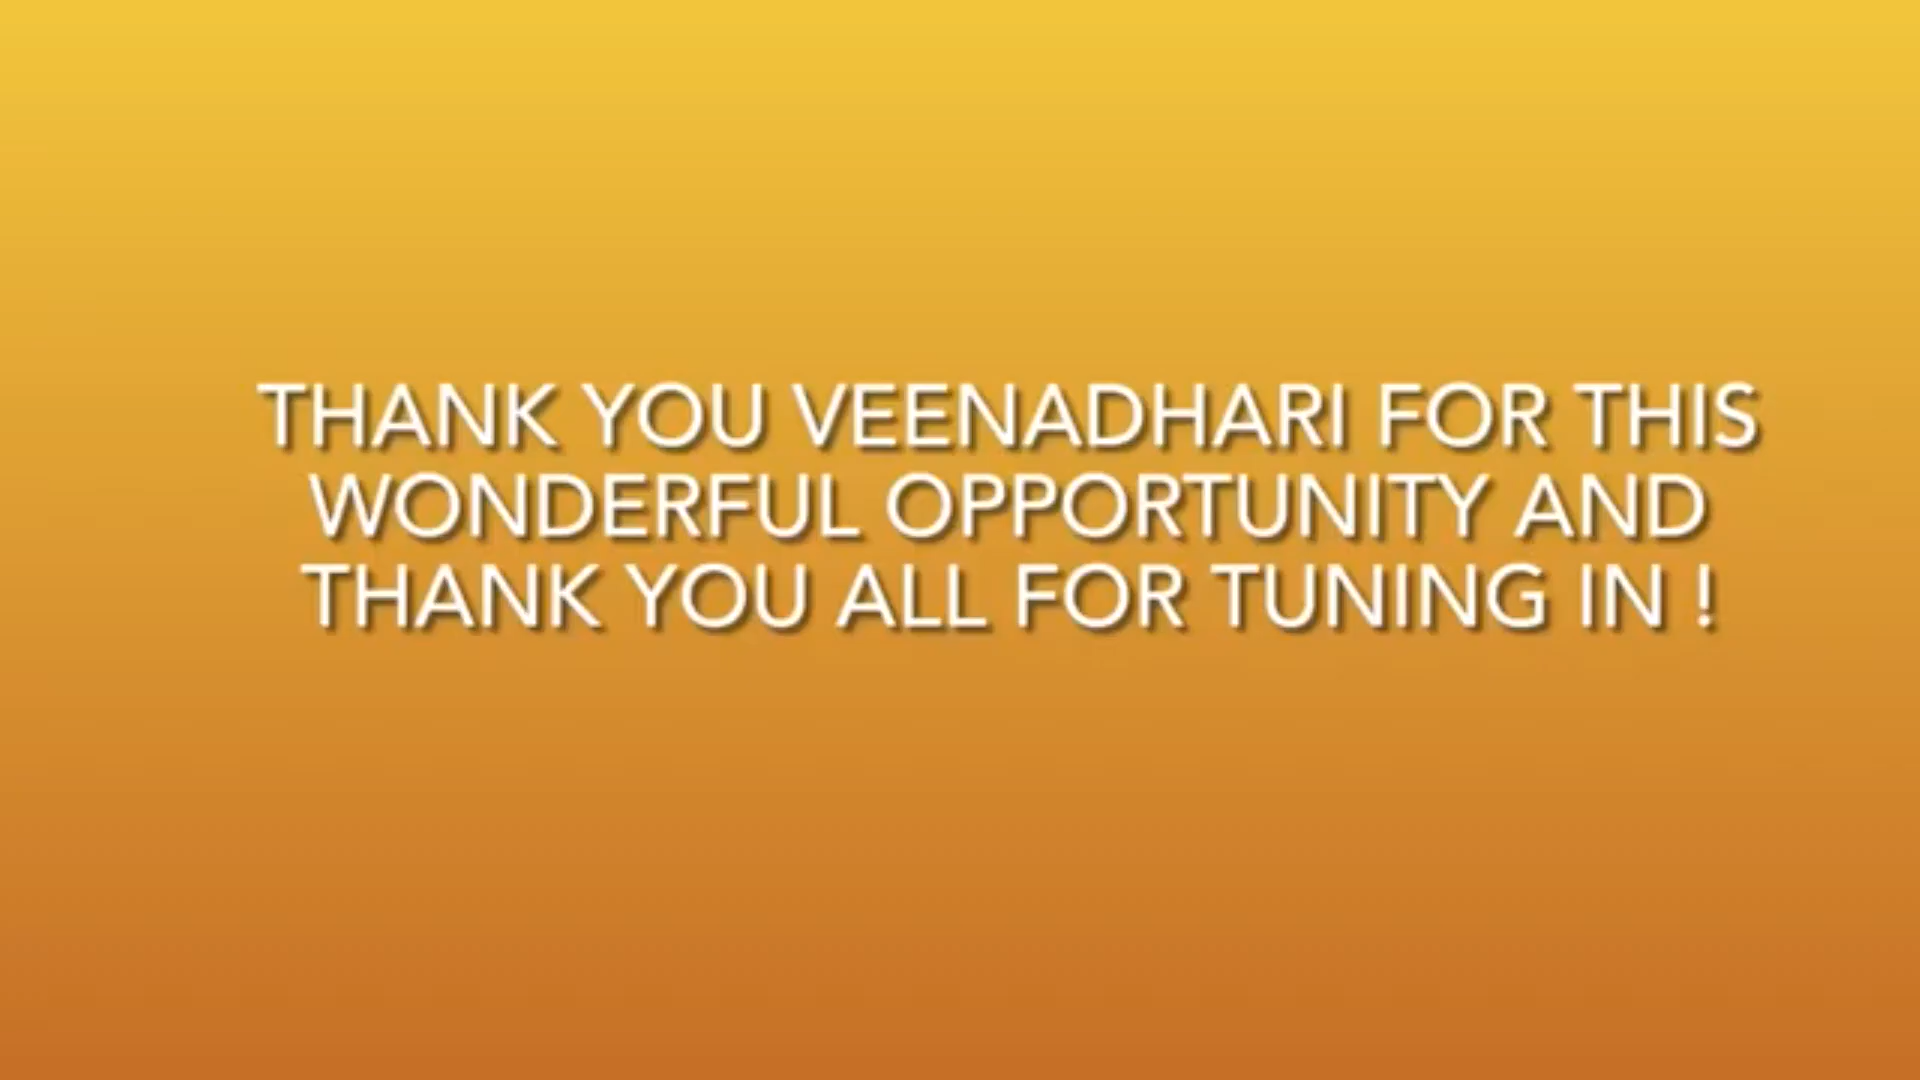 THANK YOU VEENADHARI FOR THIS
WONDERFUL OPPORTUNITY AND
THANK YOU ALL FOR TUNING IN !